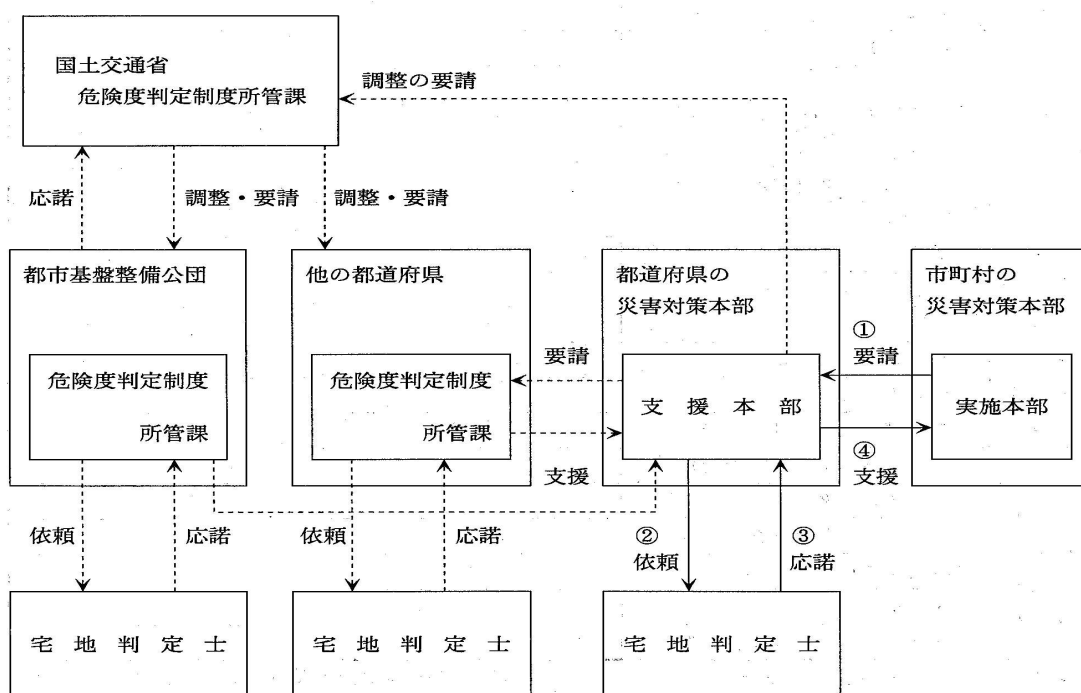 国土交通省
危険度判定制度所管課
調整の要請
応諾
調整・要請
調整・要請
都市基盤整備公団
他の都道府県
都道府県の
災害対策本部
市町村の
災害対策本部
①
要請
要請
危険度判定制度
所管課
危険度判定制度
所管課
支援本部
実施本部
④
支援
支援
依頼
応諾
依頼
応諾
②
依頼
③
応諾
宅地判定士
宅地判定士
宅地判定士